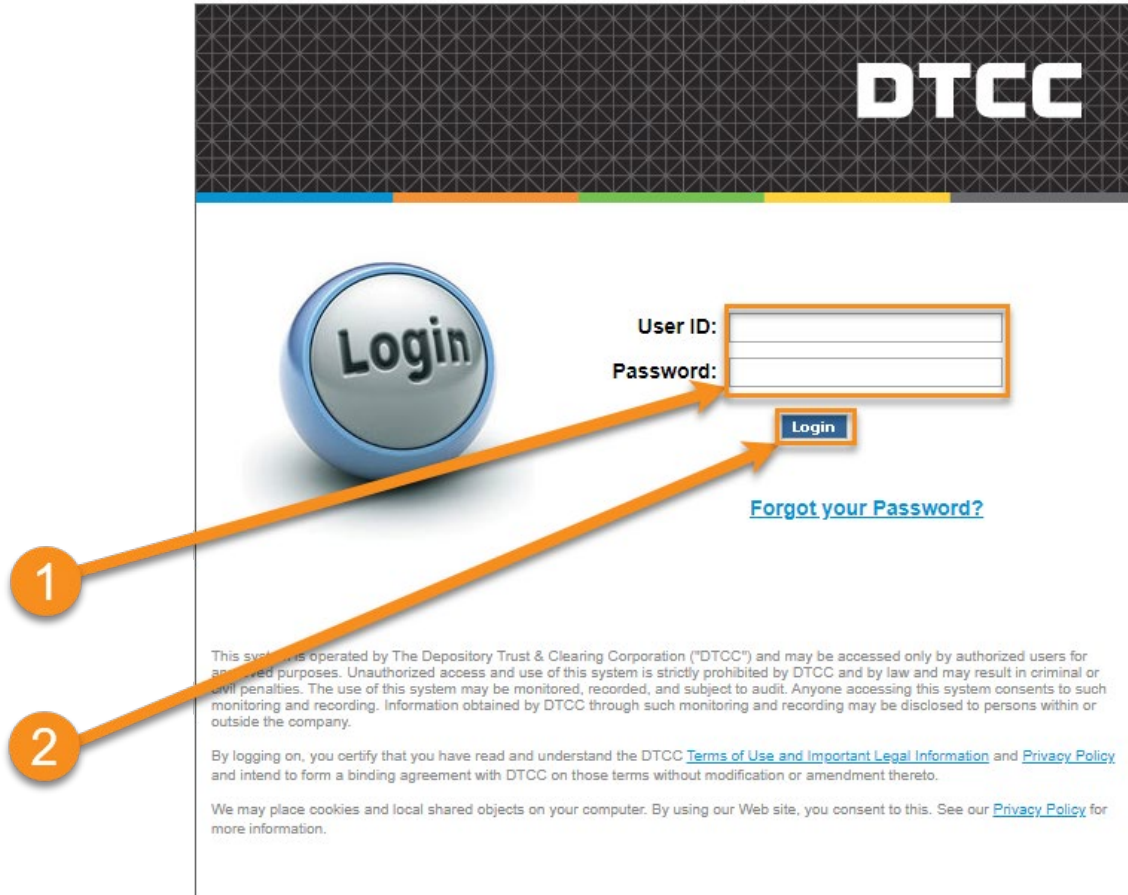 DTCC
Login
User ID:
Password:
Login
Forgot your Password?
1
This system is operated by The Depository Trust & Clearing Corporation ("DTCC") and may be accessed only by authorized users for
approved purposes. Unauthorized access and use of this system is strictly prohibited by DTCC and by law and may result in criminal or
civil penalties. The use of this system may be monitored, recorded, and subject to audit. Anyone accessing this system consents to such
monitoring and recording. Information obtained by DTCC through such monitoring and recording may be disclosed to persons within or
outside the company.
2
By logging on, you certify that you have read and understand the DTCC Terms of Use and Important Legal Information and Privacy Policy
and intend to form a binding agreement with DTCC on those terms without modification or amendment thereto.
We may place cookies and local shared objects on your computer. By using our Web site, you consent to this. See our Privacy Policy for
more information.